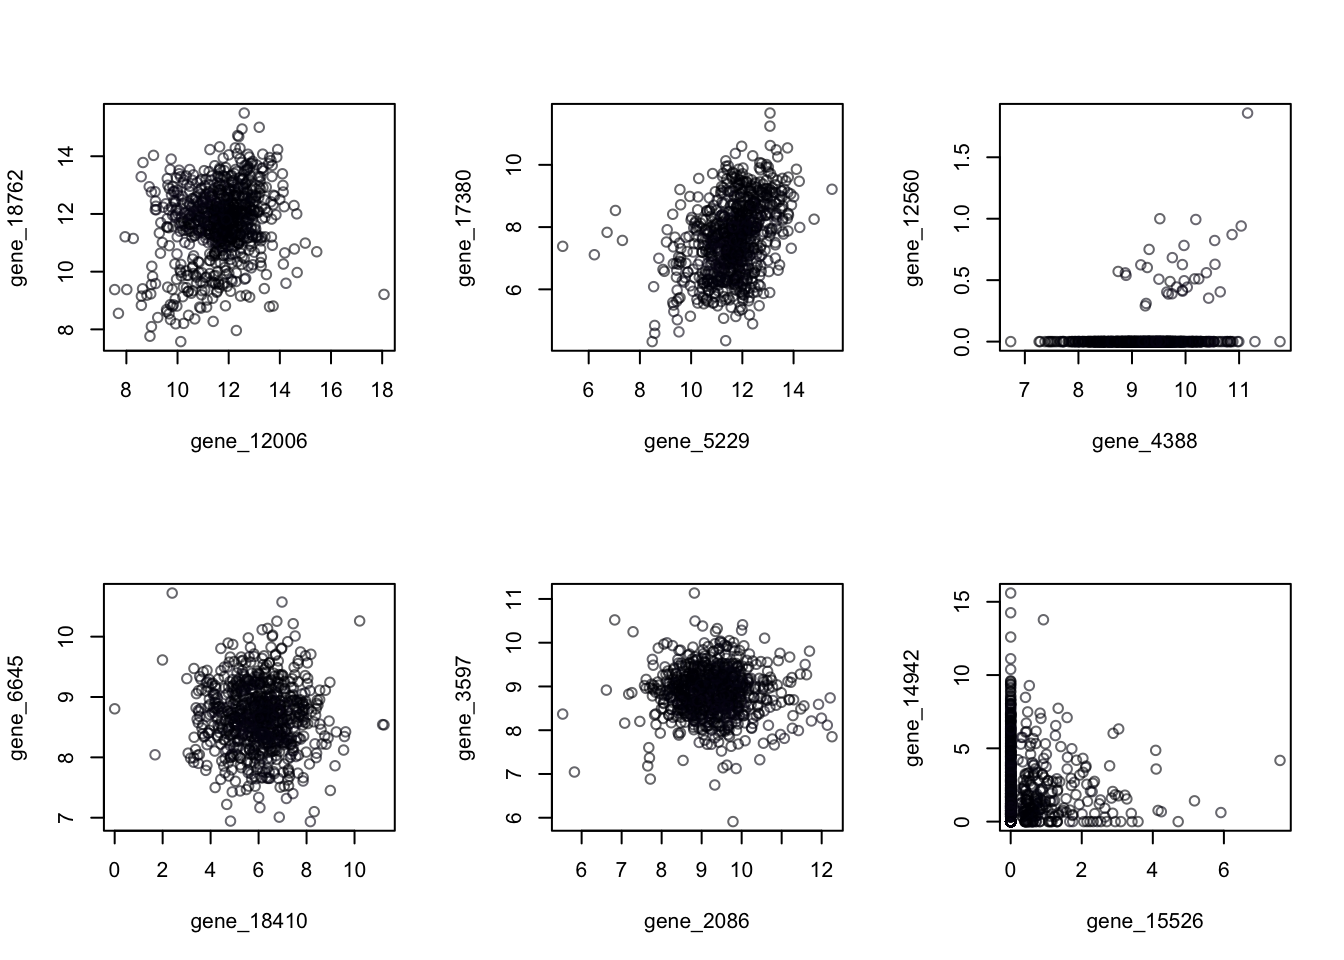 gene_18762
14
12
10
8
8 10 12 14 16 18
gene_12006
gene_17380
10
8
6
6 8 10 12 14
gene_5229
gene_12560
1.5
1.0
0.5
0.0
7 8 9 10 11
gene_4388
gene_6645
10
9
8
7
0 2 4 6 8 10
gene_18410
gene_3597
11
10
9
8
7
6
6 7 8 9 10 12
gene_2086
gene_14942
15
10
5
0
0 2 4 6
gene_15526